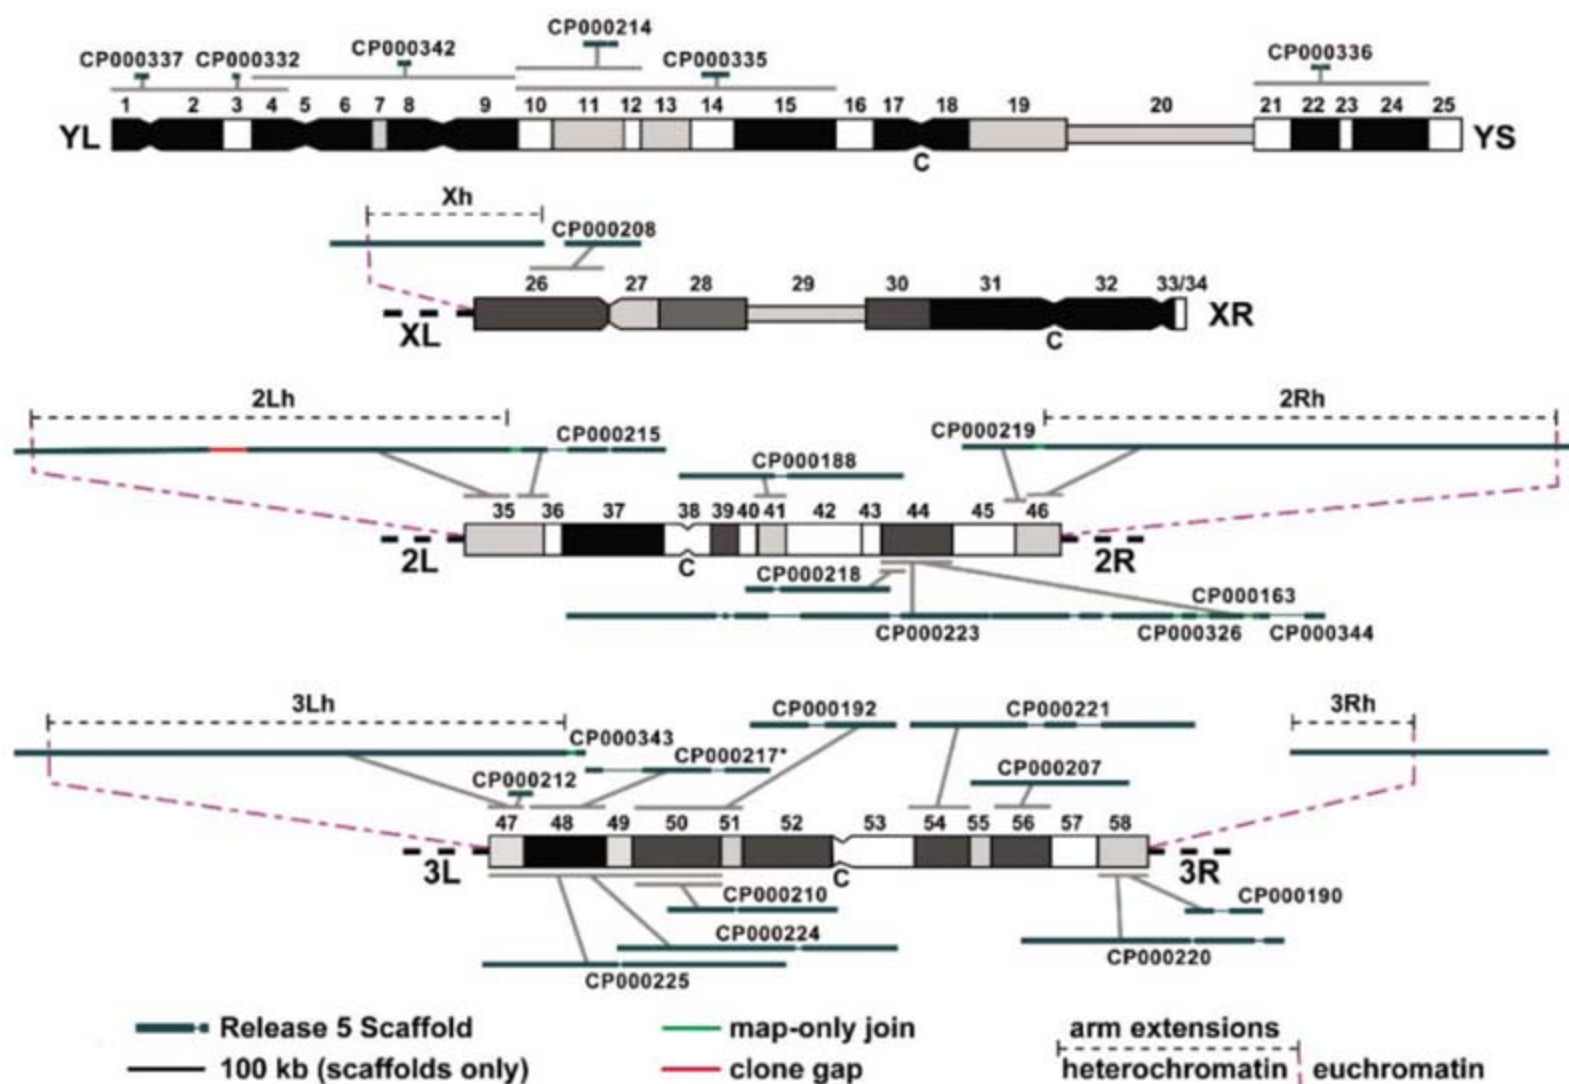 CP000337 CP000332 CP000342 CP000214 CP000335 CP000336
1 2 3 4 5 6 7 8 9 10 11 12 13 14 15 16 17 18 19 20 21 22 23 24 25
YL YS
C
Xh
CP000208
26 27 28 29 30 31 32 33/34
XL XR
C
2Lh 2Rh
CP000215 CP000188 CP000219
35 36 37 38 39 40 41 42 43 44 45 46
2L 2R
C
CP000218
CP000163
CP000223 CP000326 CP000344
3Lh 3Rh
CP000192 CP000221
CP000343
CP000217*
CP000212 CP000207
47 48 49 50 51 52 53 54 55 56 57 58
3L 3R
C
CP000210 CP000190
CP000224
CP000220
CP000225
Release 5 Scaffold map-only join arm extensions
100 kb (scaffolds only) clone gap heterochromatin euchromatin